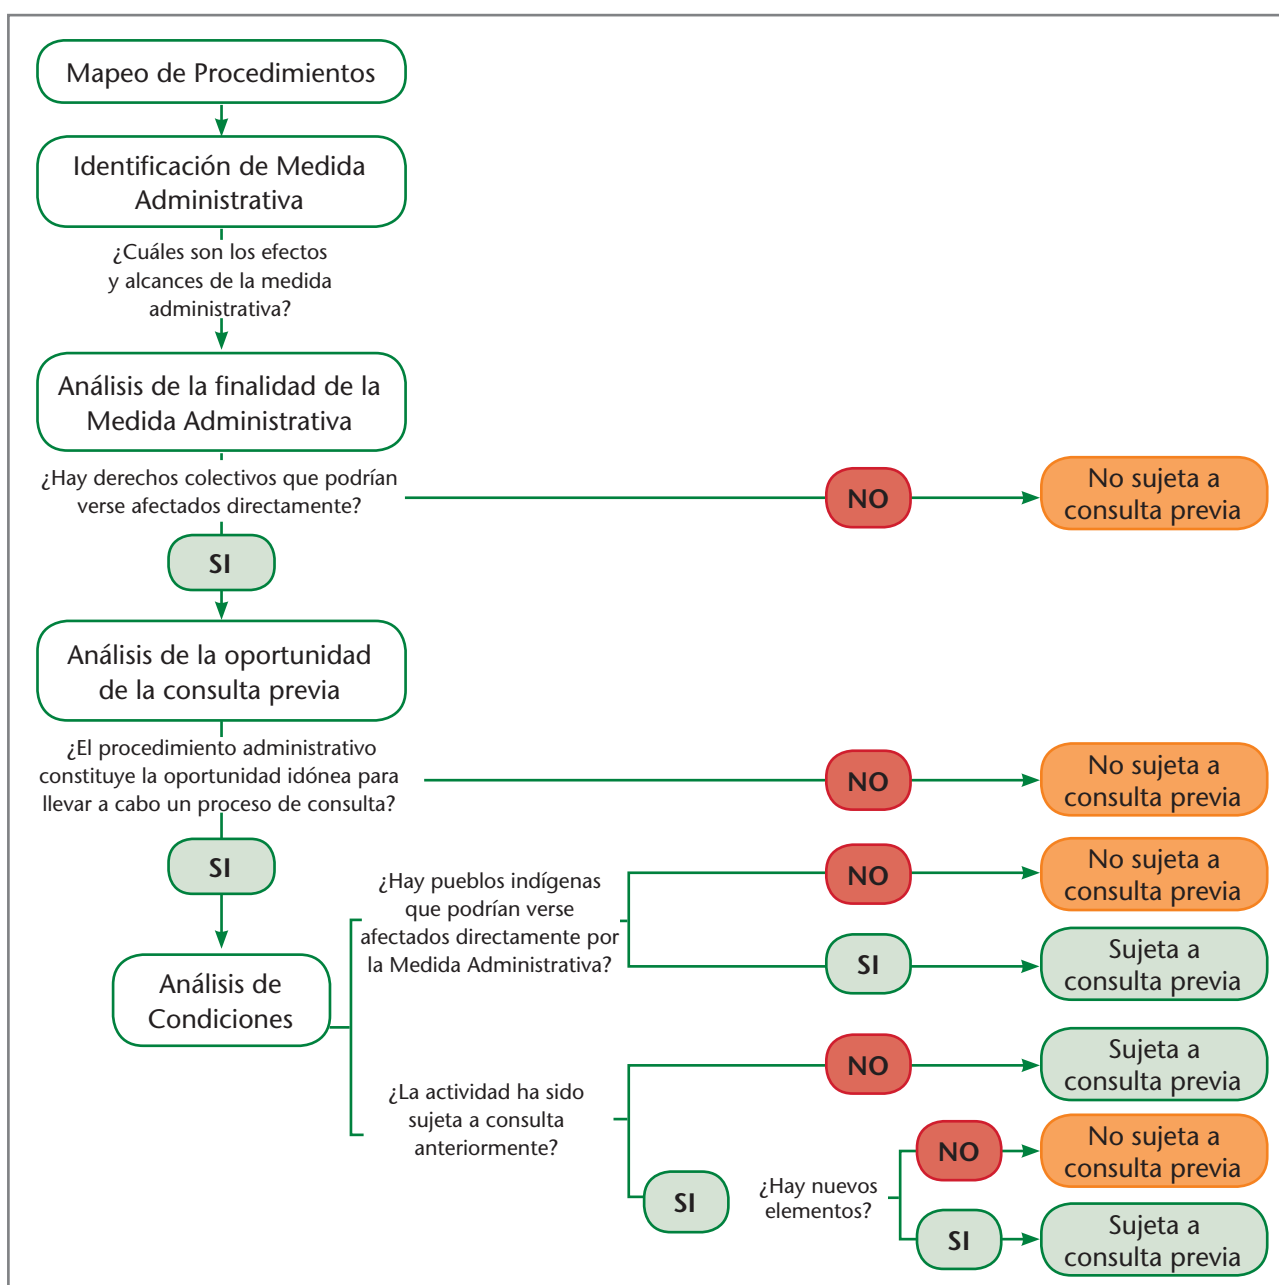 Mapeo de Procedimientos
Identificación de Medida
Administrativa
¿Cuáles son los efectos
y alcances de la medida
administrativa?
Análisis de la finalidad de la
Medida Administrativa
¿Hay derechos colectivos que podrían
verse afectados directamente?
NO
No sujeta a
consulta previa
SI
Análisis de la oportunidad
de la consulta previa
¿El procedimiento administrativo
constituye la oportunidad idónea para
llevar a cabo un proceso de consulta?
NO
No sujeta a
consulta previa
SI
Análisis de
Condiciones
¿Hay pueblos indígenas
que podrían verse
afectados directamente por
la Medida Administrativa?
NO
No sujeta a
consulta previa
SI
Sujeta a
consulta previa
¿La actividad ha sido
sujeta a consulta
anteriormente?
NO
Sujeta a
consulta previa
SI
¿Hay nuevos
elementos?
NO
No sujeta a
consulta previa
SI
Sujeta a
consulta previa